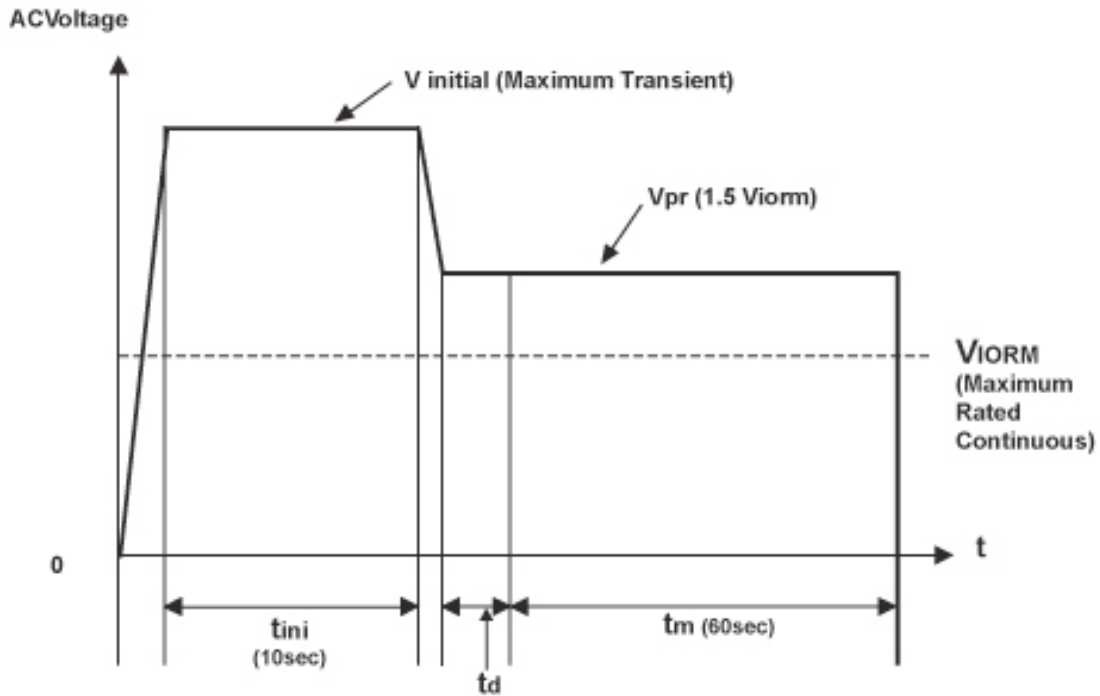 ACVoltage
V initial (Maximum Transient)
Vpr (1.5 Viorm)
VIORM
(Maximum
Rated
Continuous)
0
t
tini
(10sec)
tm (60sec)
td